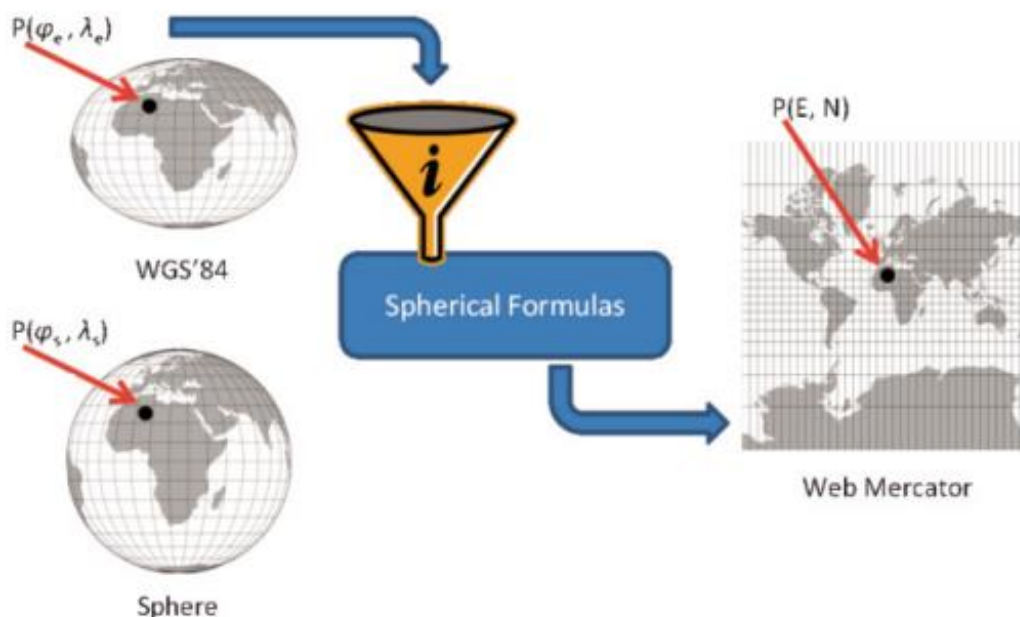 P(φₑ, λₑ)
WGS'84
P(φₛ, λₛ)
Sphere
i
Spherical Formulas
P(E, N)
Web Mercator